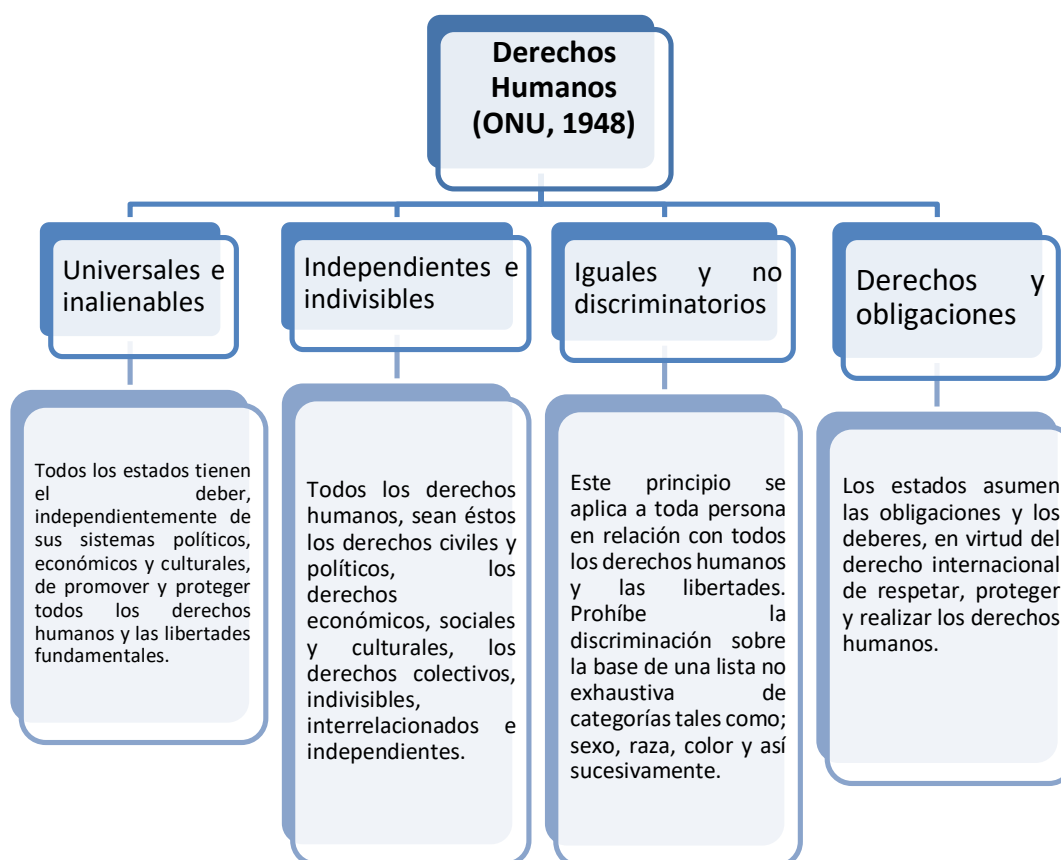 Derechos
Humanos
(ONU, 1948)
Universales e
inalienables
Independientes e
indivisibles
Iguales y no
discriminatorios
Derechos y
obligaciones
Todos los estados tienen
el deber,
independientemente de
sus sistemas políticos,
económicos y culturales,
de promover y proteger
todos los derechos
humanos y las libertades
fundamentales.
Todos los derechos
humanos, sean éstos
los derechos civiles y
políticos, los
derechos
económicos, sociales
y culturales, los
derechos colectivos,
indivisibles,
interrelacionados e
independientes.
Este principio se
aplica a toda persona
en relación con todos
los derechos humanos
y las libertades.
Prohíbe la
discriminación sobre
la base de una lista no
exhaustiva de
categorías tales como;
sexo, raza, color y así
sucesivamente.
Los estados asumen
las obligaciones y los
deberes, en virtud del
derecho internacional
de respetar, proteger
y realizar los derechos
humanos.